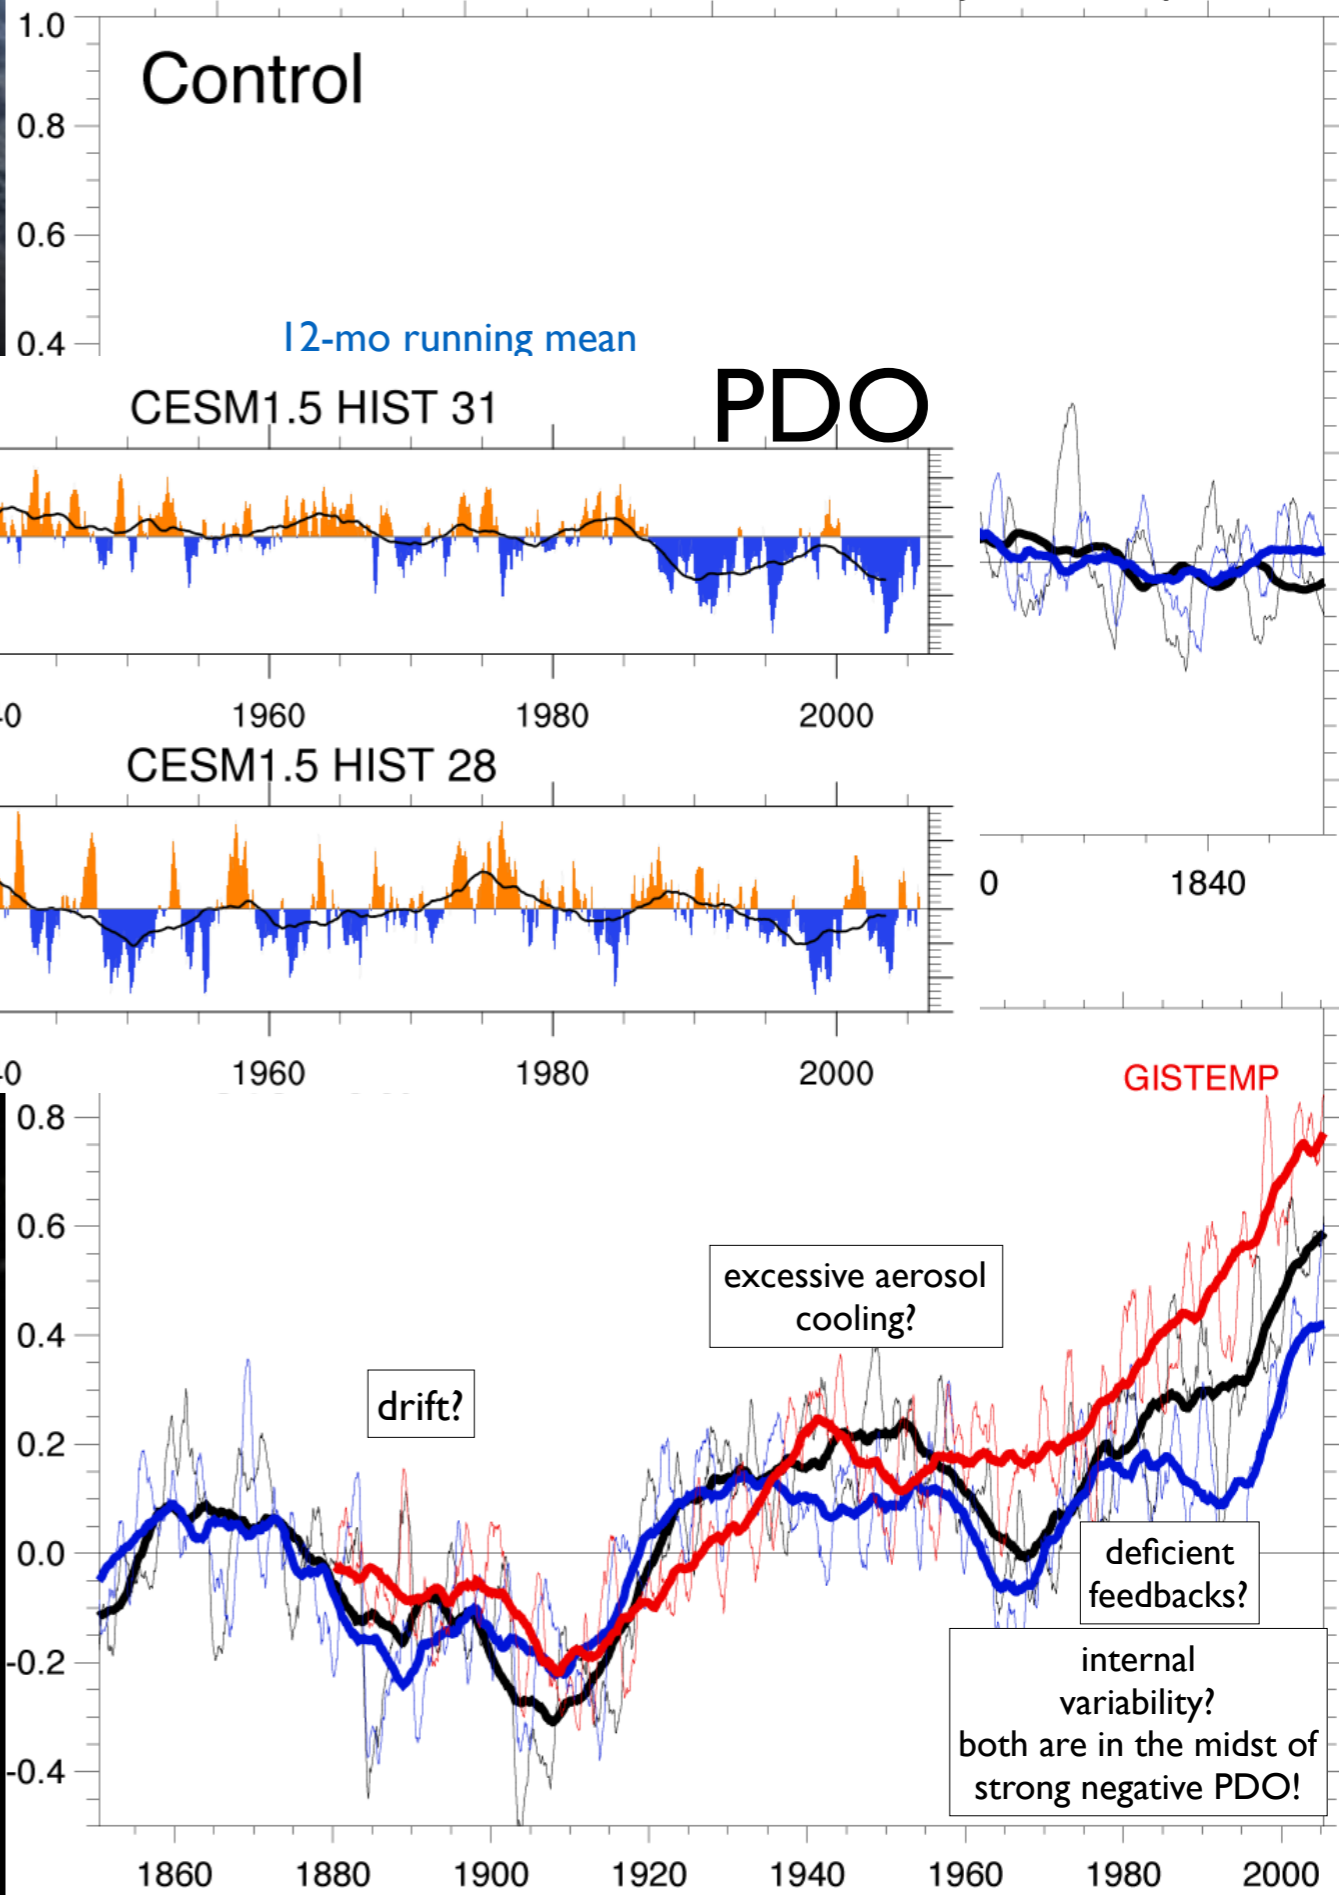 1.0
Control
0.8
0.6
12-mo running mean
0.4
PDO
CESM1.5 HIST 31
1960
1980
2000
CESM1.5 HIST 28
0
1840
1960
1980
2000
GISTEMP
0.8
0.6
excessive aerosol
cooling?
0.4
drift?
0.2
0.0
deficient
feedbacks?
-0.2
internal
variability?
both are in the midst of
strong negative PDO!
-0.4
1860
1880
1900
1920
1940
1960
1980
2000